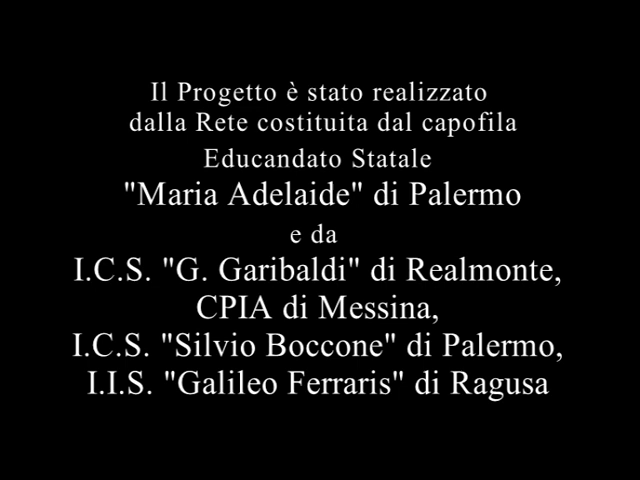 Il Progetto è stato realizzato
dalla Rete costituita dal capofila
Educandato Statale
"Maria Adelaide" di Palermo
e da
I.C.S. "G. Garibaldi" di Realmonte,
CPIA di Messina,
I.C.S. "Silvio Boccone" di Palermo,
I.I.S. "Galileo Ferraris" di Ragusa